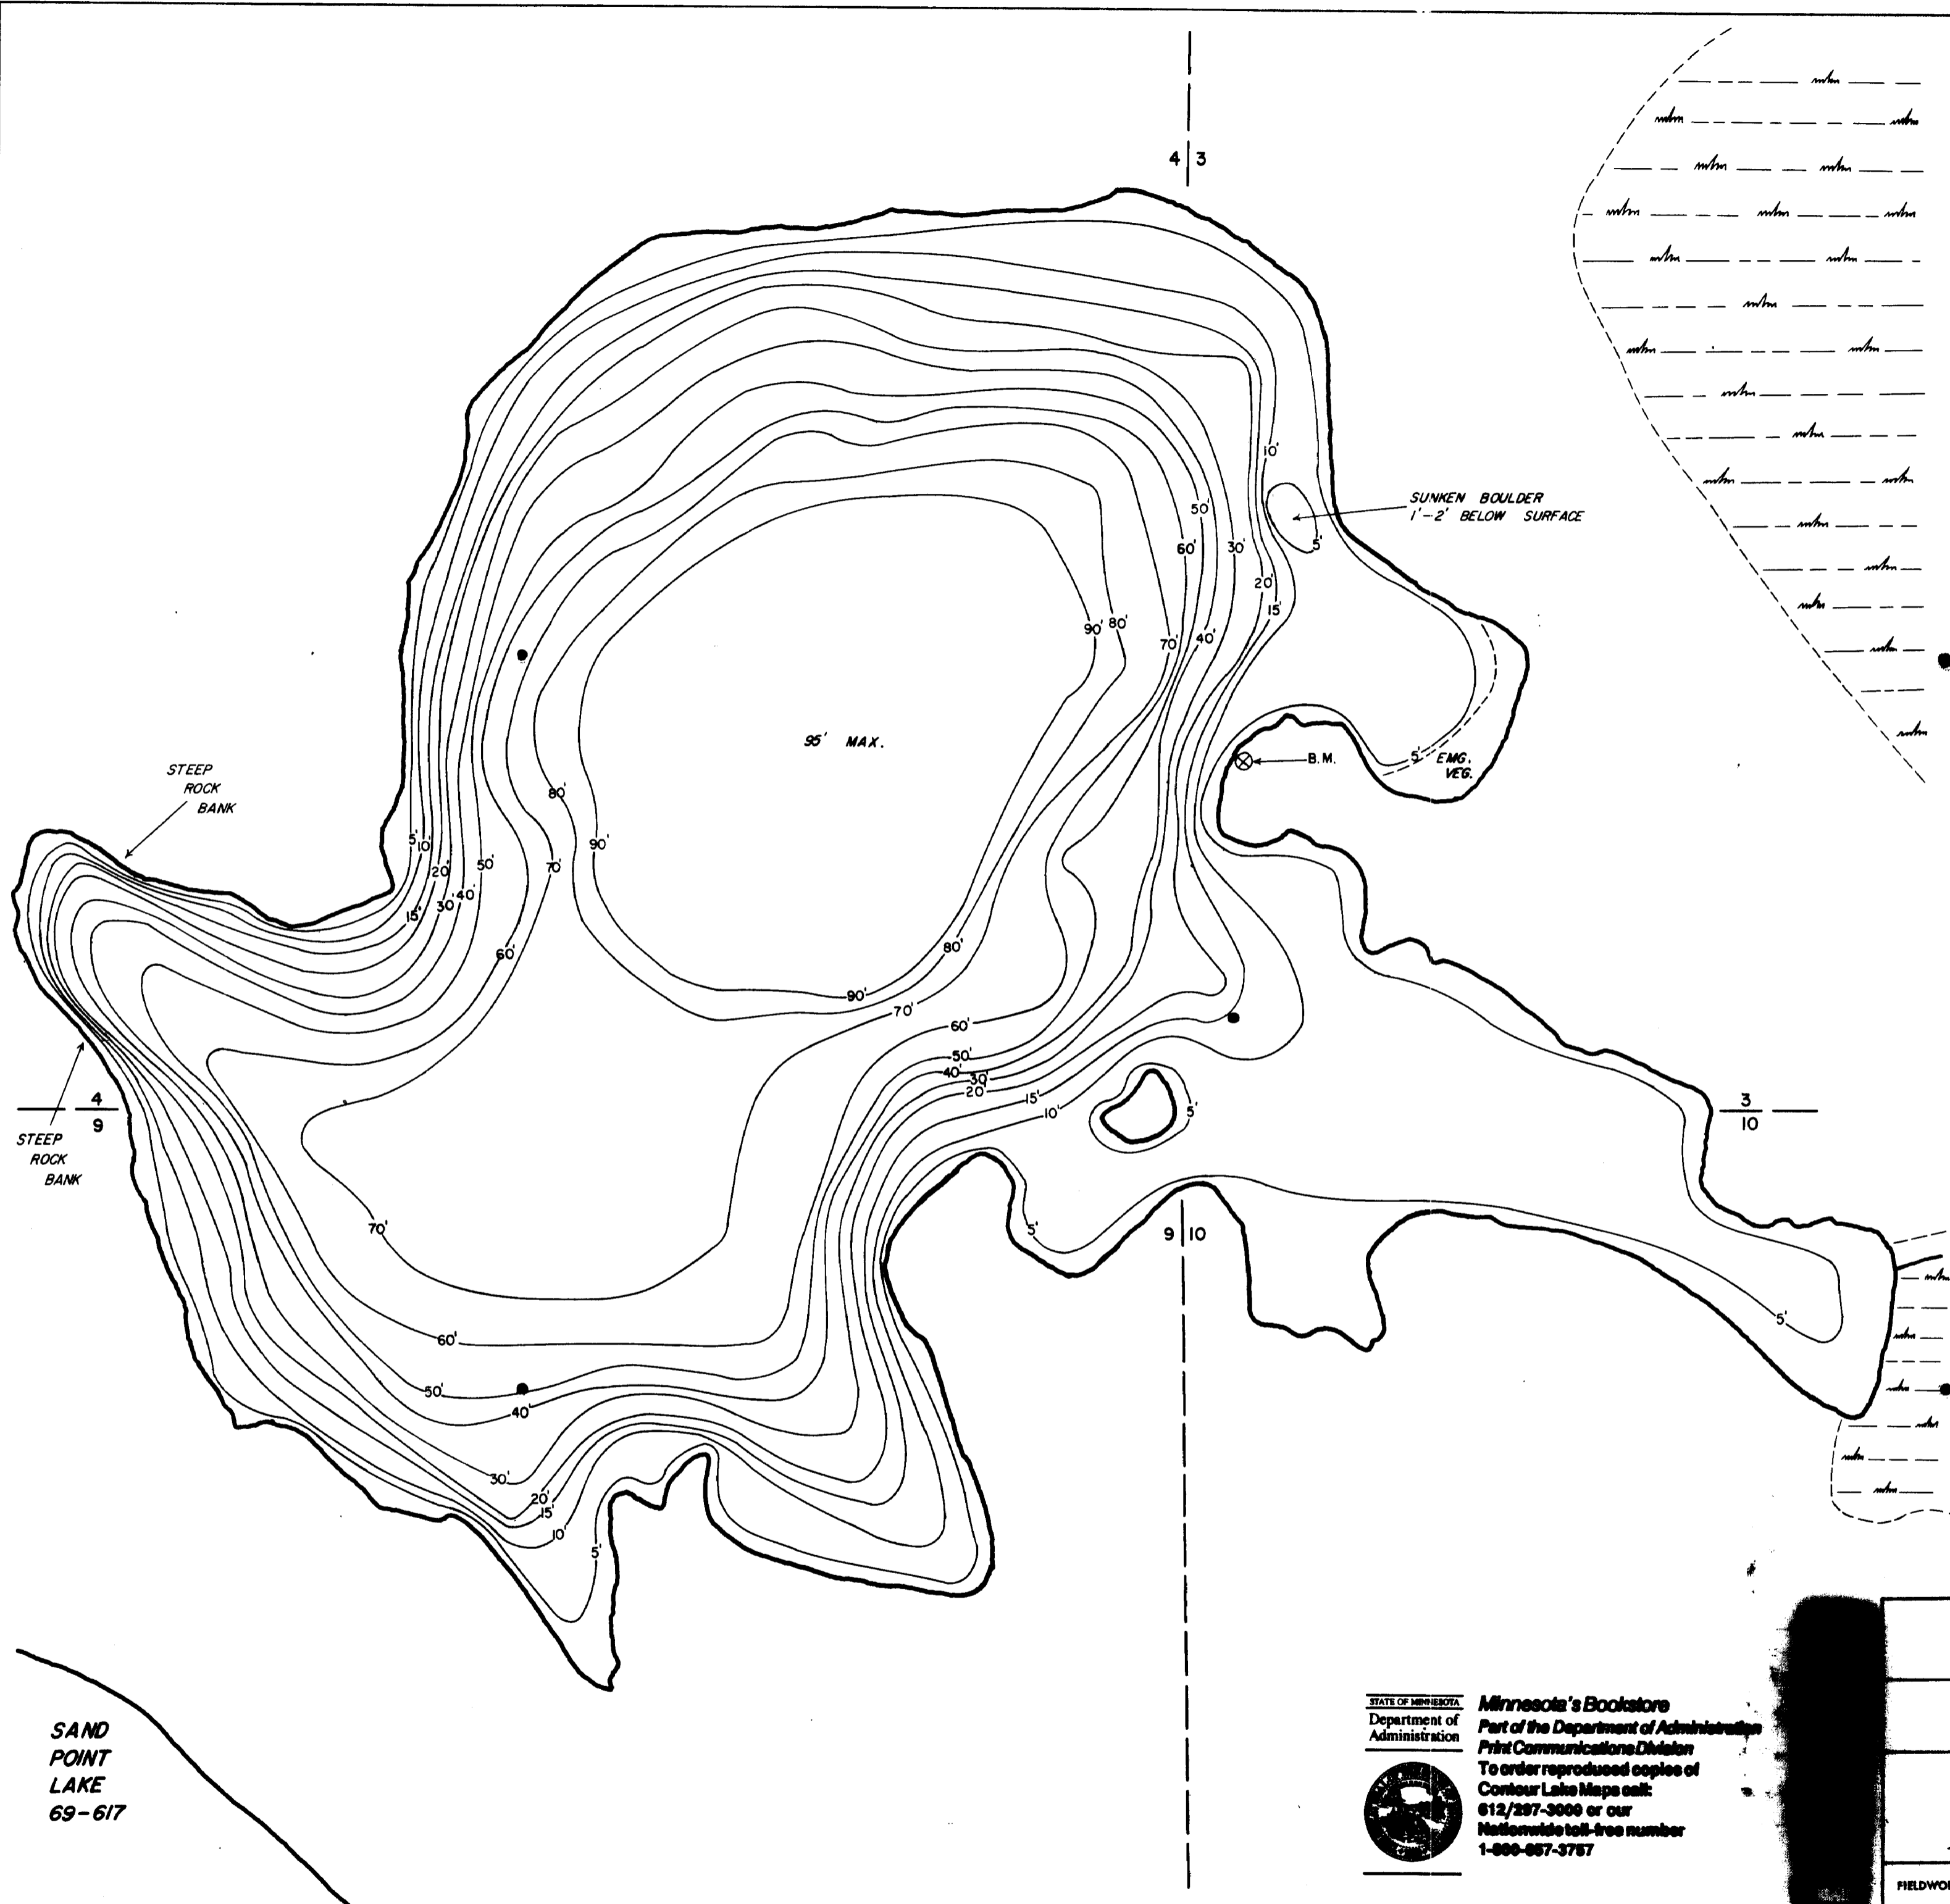 4 3
10'
SUNKEN BOULDER
1'-2' BELOW SURFACE
50'
5'
60'
30'
20'
15'
90'
80'
70'
40'
95' MAX.
B.M.
5'
EMG.
VEG.
STEEP
ROCK
BANK
80'
5'
10'
90'
20'
50'
70'
40'
30'
15'
60'
80'
90'
70'
60'
50'
40'
30'
20'
15'
10'
5'
4
9
3
10
STEEP
ROCK
BANK
70'
5'
9 10
5'
60'
50'
40'
30'
20'
15'
10'
5'
SAND
POINT
LAKE
69-617
STATE OF MINNESOTA
Department of
Administration
Minnesota's Bookstore
Part of the Department of Administration
Print Communications Division
To order reproduced copies of
Contour Lake Maps call:
612/297-3000 or our
Nationwide toll-free number
1-800-657-3757